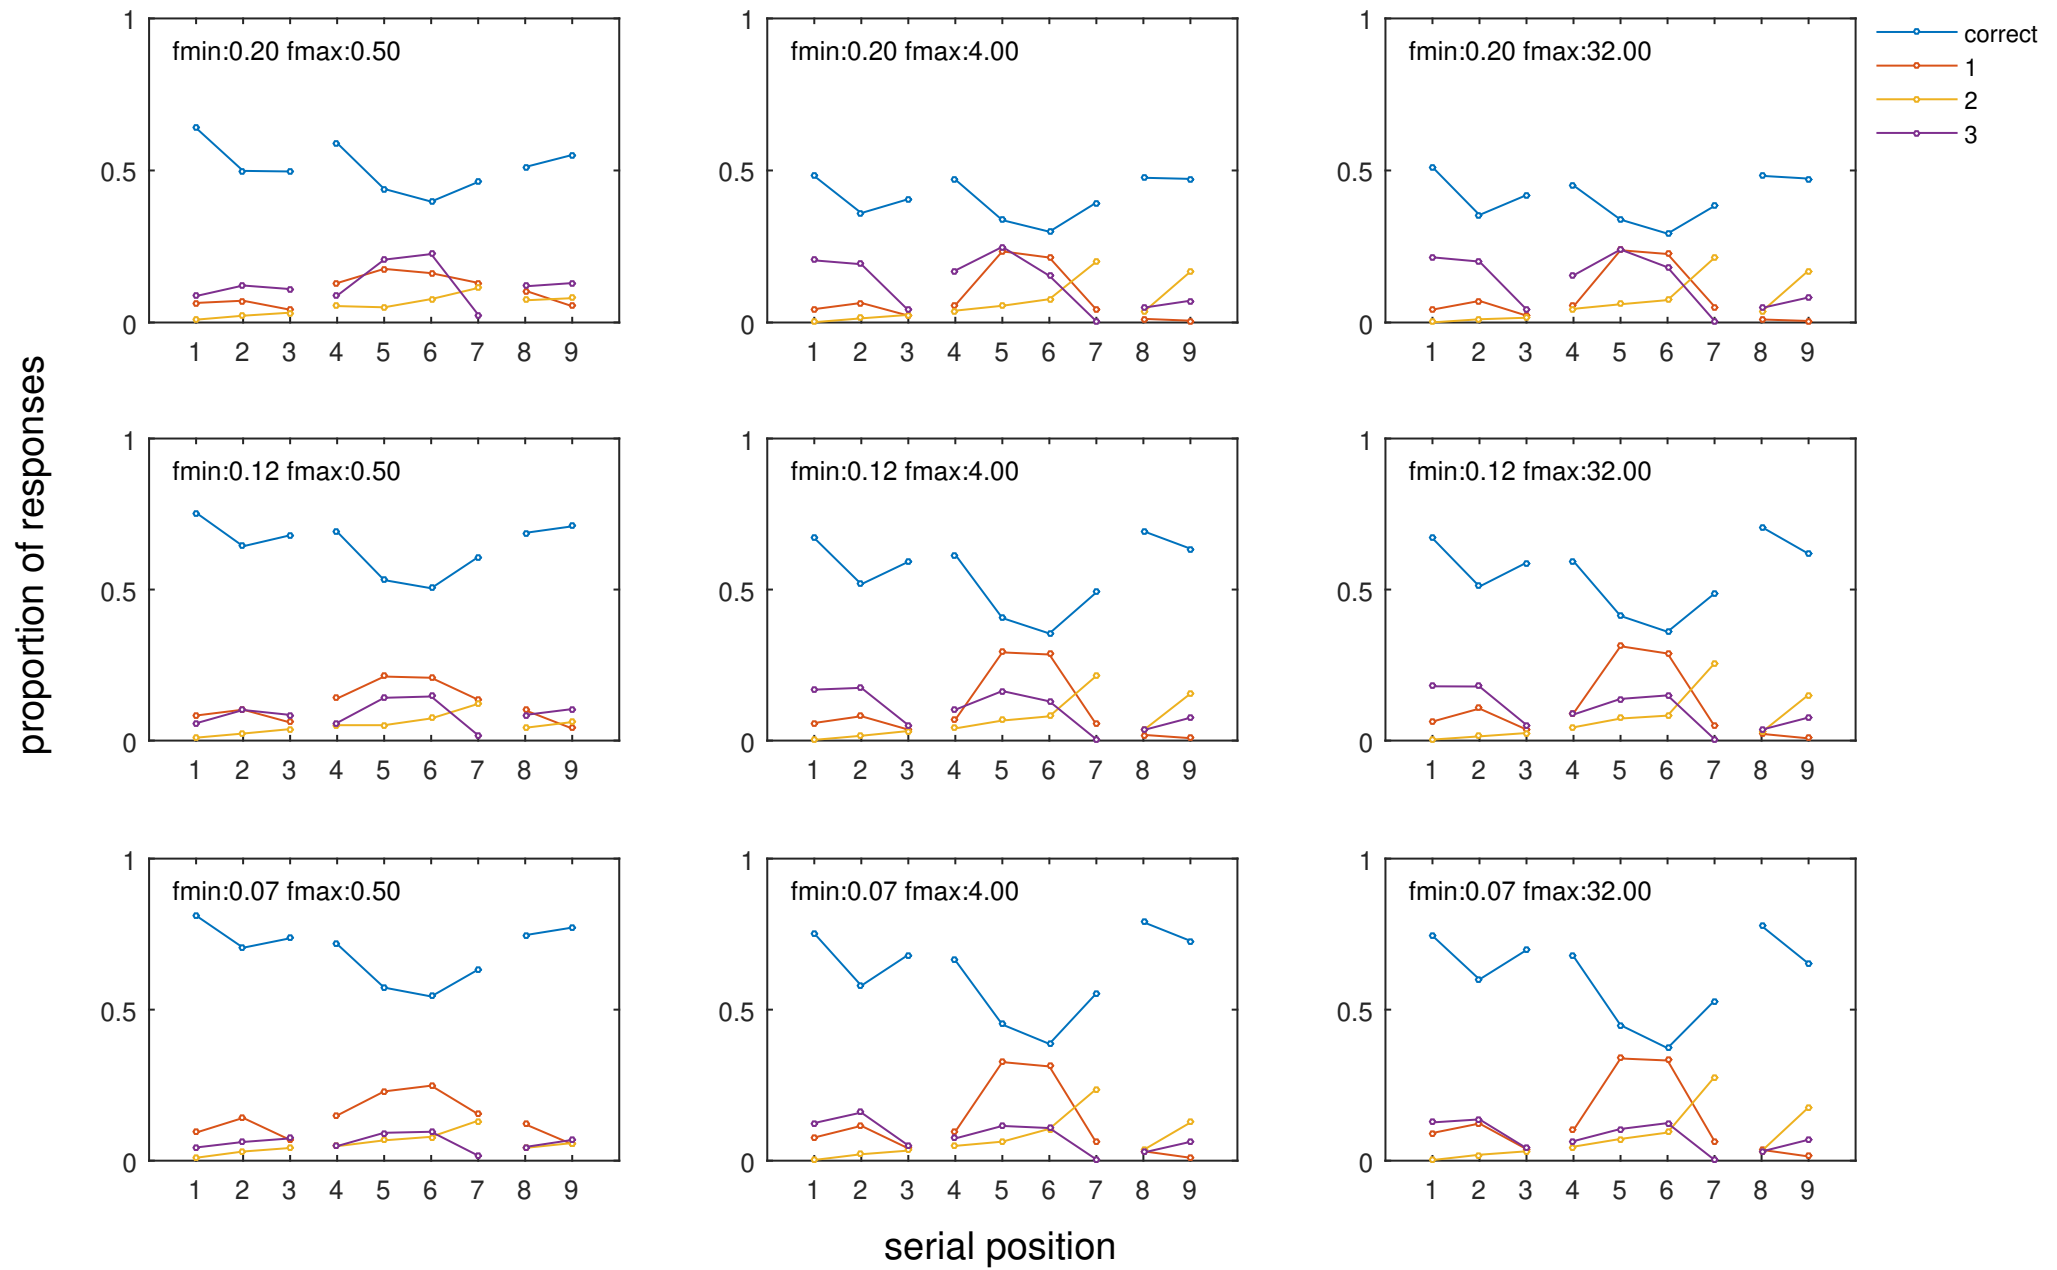 fmin:0.20 fmax:0.50
1
0.5
0
1 2 3 4 5 6 7 8 9
fmin:0.20 fmax:4.00
1
0.5
0
1 2 3 4 5 6 7 8 9
fmin:0.20 fmax:32.00
1
0.5
0
1 2 3 4 5 6 7 8 9
correct
1
2
3
proportion of responses
fmin:0.12 fmax:0.50
1
0.5
0
1 2 3 4 5 6 7 8 9
fmin:0.12 fmax:4.00
1
0.5
0
1 2 3 4 5 6 7 8 9
fmin:0.12 fmax:32.00
1
0.5
0
1 2 3 4 5 6 7 8 9
fmin:0.07 fmax:0.50
1
0.5
0
1 2 3 4 5 6 7 8 9
fmin:0.07 fmax:4.00
1
0.5
0
1 2 3 4 5 6 7 8 9
fmin:0.07 fmax:32.00
1
0.5
0
1 2 3 4 5 6 7 8 9
serial position